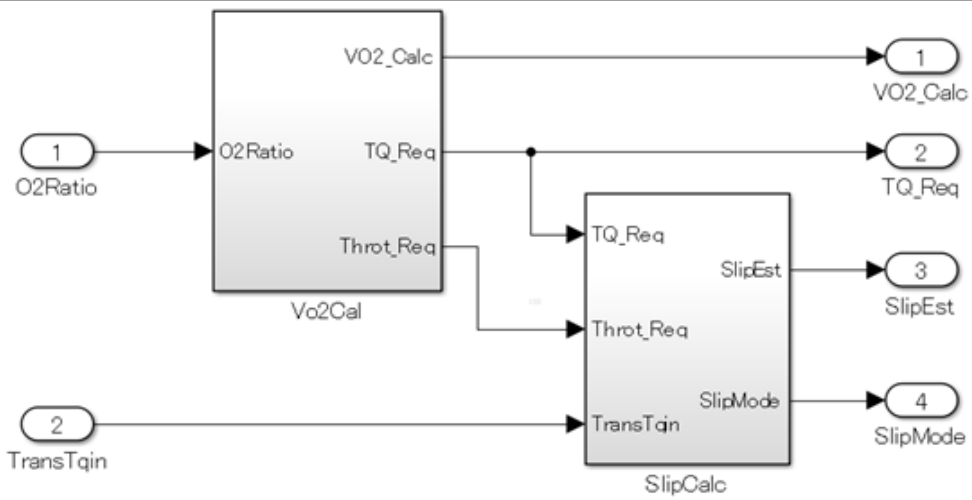 VO2_Calc
1
VO2_Calc
1
O2Ratio
O2Ratio
TQ_Req
2
TQ_Req
TQ_Req
Throt_Req
SlipEst
3
SlipEst
Vo2Cal
Throt_Req
SlipMode
4
SlipMode
2
TransTqin
TransTqin
SlipCalc